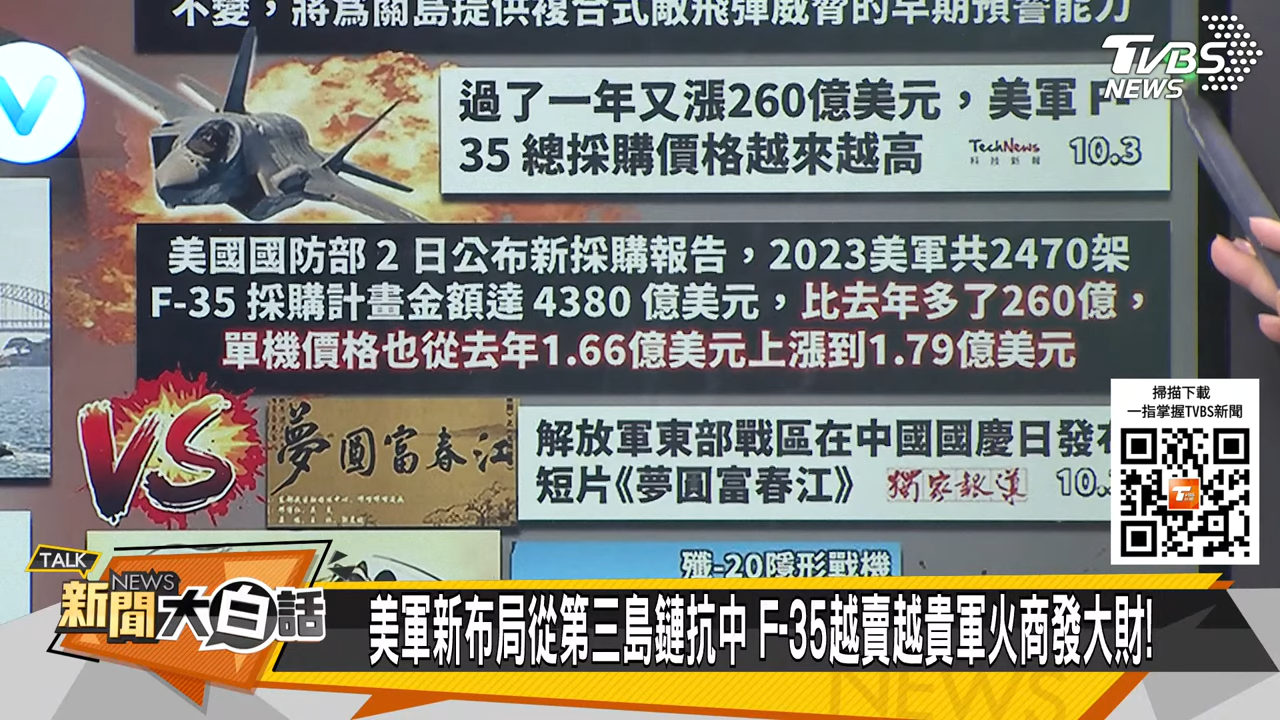 不變，將為關島提供複合式敵飛彈威脅的早期預警能力
TVBS
NEWS
過了一年又漲260億美元，美軍 F-
35 總採購價格越來越高
TechNews
科技新報
10.3
美國國防部 2 日公布新採購報告，2023美軍共2470架
F-35 採購計畫金額達 4380 億美元，比去年多了260億，
單機價格也從去年1.66億美元上漲到1.79億美元
掃描下載
一指掌握TVBS新聞
VS
夢圓富春江
解放軍東部戰區在中國國慶日發布
短片《夢圓富春江》
獨家報導
10.
殲-20隱形戰機
TALK
NEWS
新聞大白話
美軍新布局從第三島鏈抗中 F-35越賣越貴軍火商發大財!
NEWS